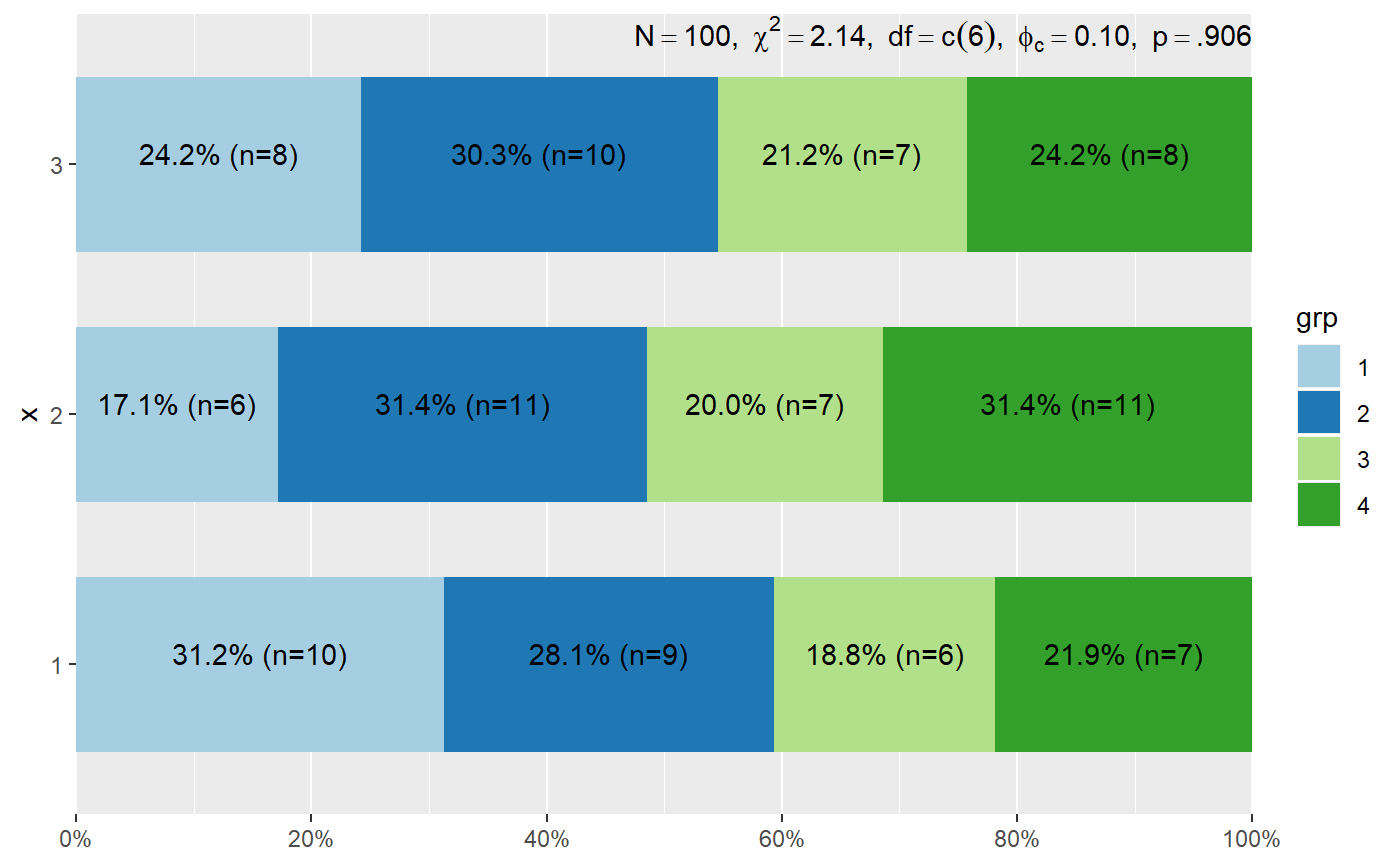 N = 100, χ² = 2.14, df = c(6), ϕc = 0.10, p = .906
3
24.2% (n=8) 30.3% (n=10) 21.2% (n=7) 24.2% (n=8)
grp
1
2
3
4
x
2
17.1% (n=6) 31.4% (n=11) 20.0% (n=7) 31.4% (n=11)
1
31.2% (n=10) 28.1% (n=9) 18.8% (n=6) 21.9% (n=7)
0% 20% 40% 60% 80% 100%